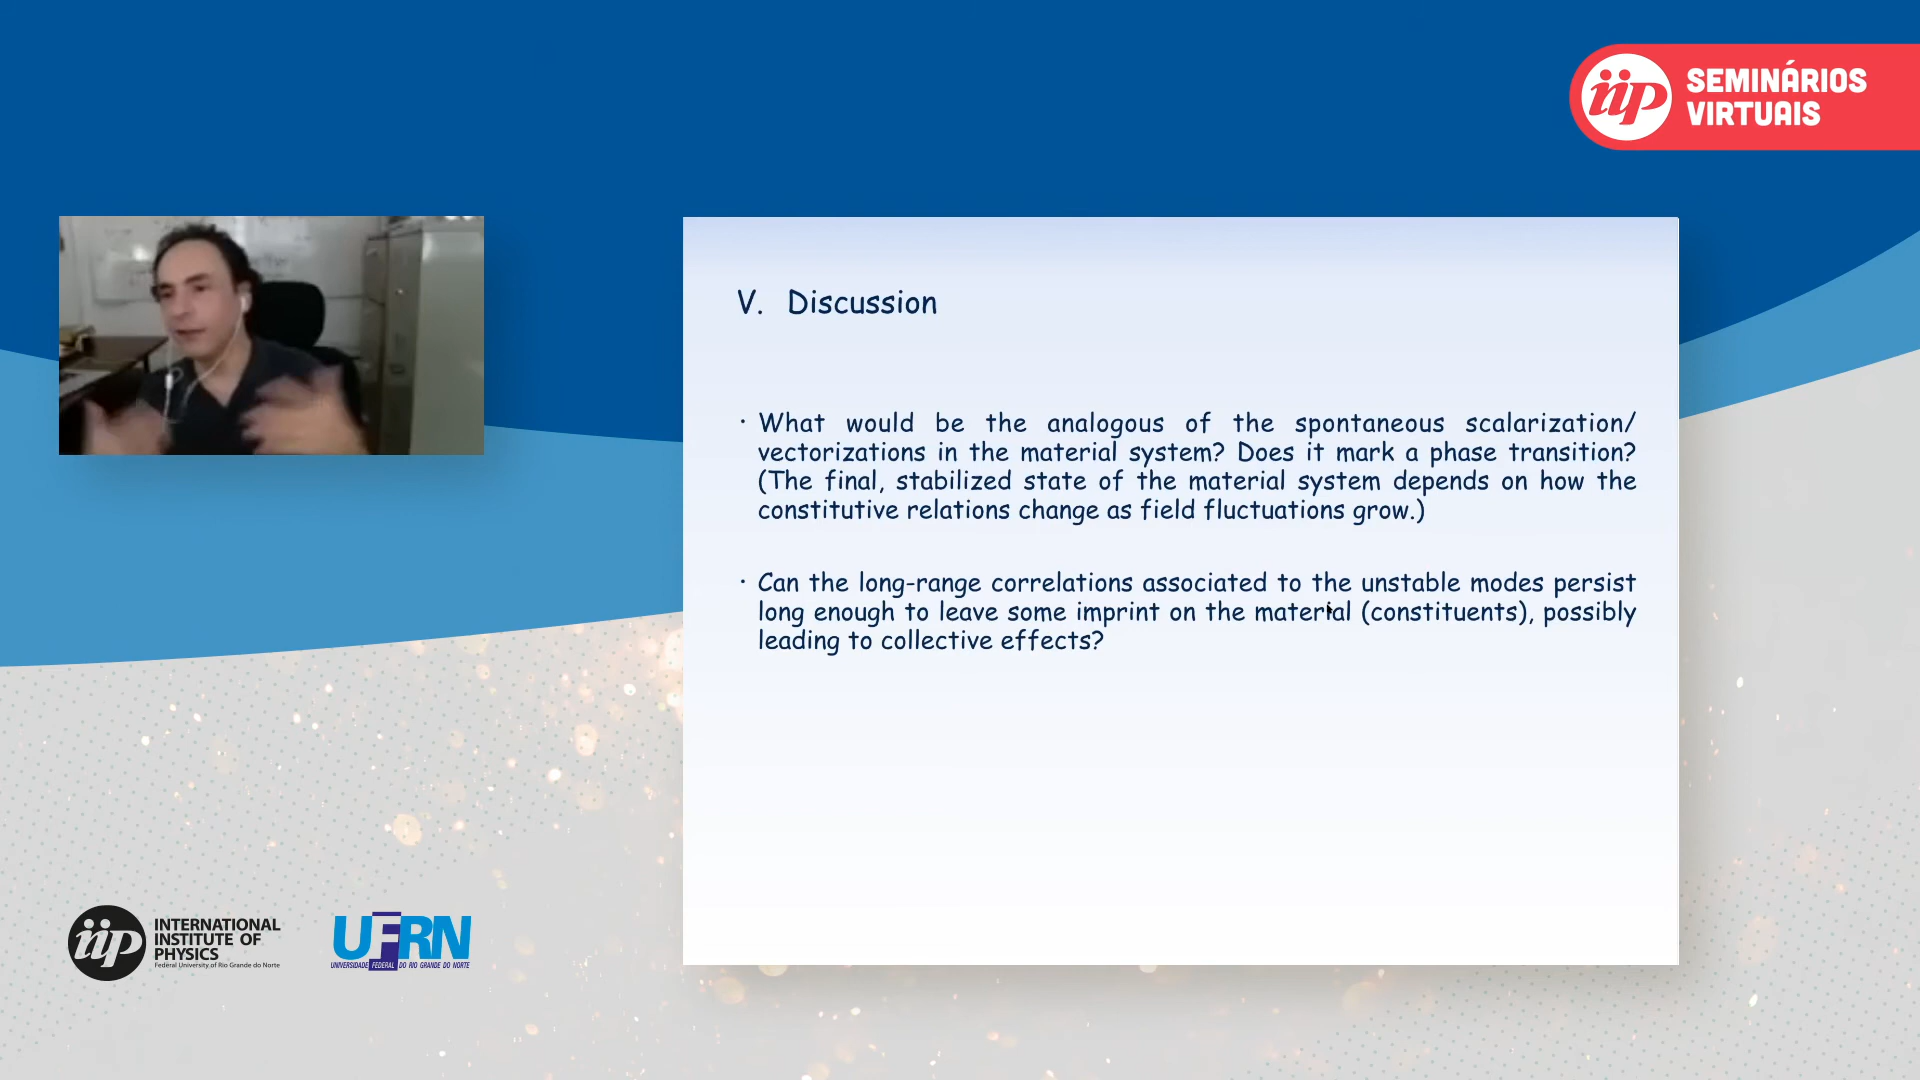 iip SEMINÁRIOS
VIRTUAIS
V. Discussion
· What would be the analogous of the spontaneous scalarization/
vectorizations in the material system? Does it mark a phase transition?
(The final, stabilized state of the material system depends on how the
constitutive relations change as field fluctuations grow.)
· Can the long-range correlations associated to the unstable modes persist
long enough to leave some imprint on the material (constituents), possibly
leading to collective effects?
iip INTERNATIONAL
INSTITUTE OF
PHYSICS
Federal University of Rio Grande do Norte
UFRN
UNIVERSIDADE FEDERAL DO RIO GRANDE DO NORTE